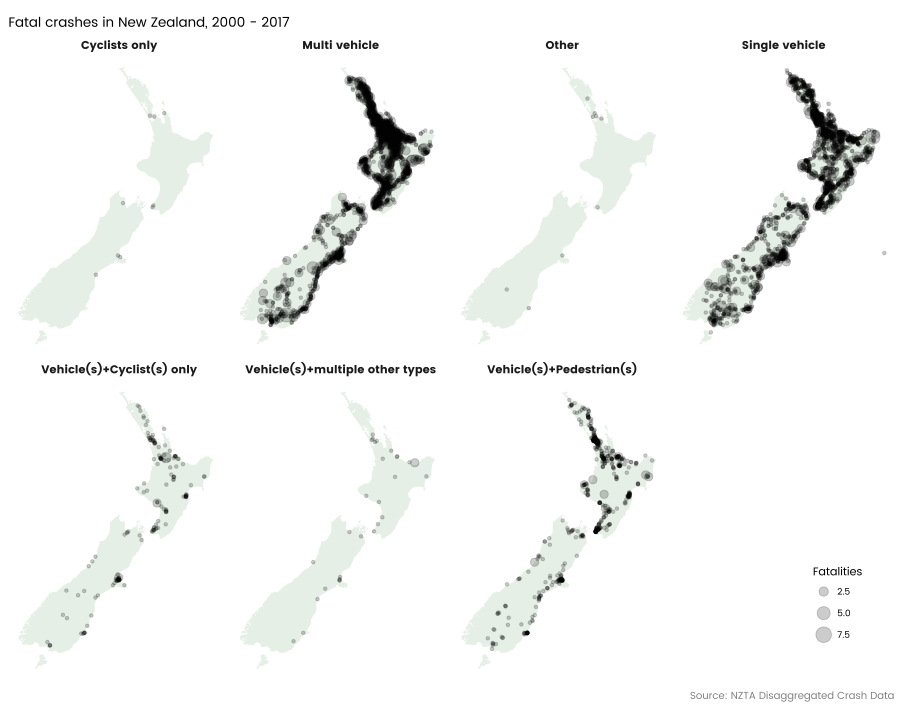 Fatal crashes in New Zealand, 2000 - 2017
Cyclists only
Multi vehicle
Other
Single vehicle
Vehicle(s)+Cyclist(s) only
Vehicle(s)+multiple other types
Vehicle(s)+Pedestrian(s)
Fatalities
2.5
5.0
7.5
Source: NZTA Disaggregated Crash Data